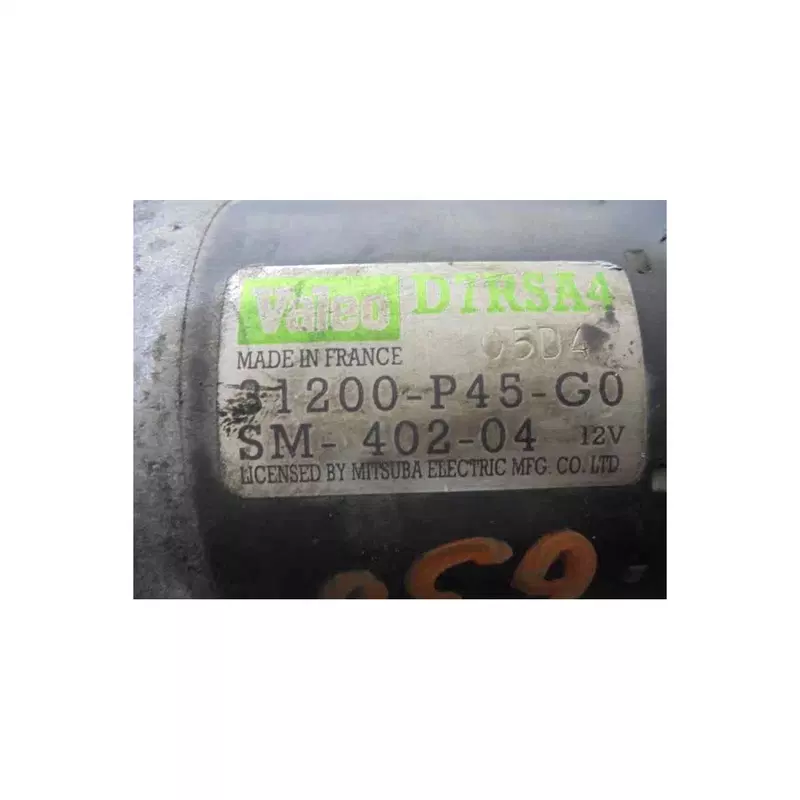 Valeo D7RSA4
MADE IN FRANCE C5D4
31200-P45-G0
SM-402-04 12V
LICENSED BY MITSUBA ELECTRIC MFG. CO. LTD.